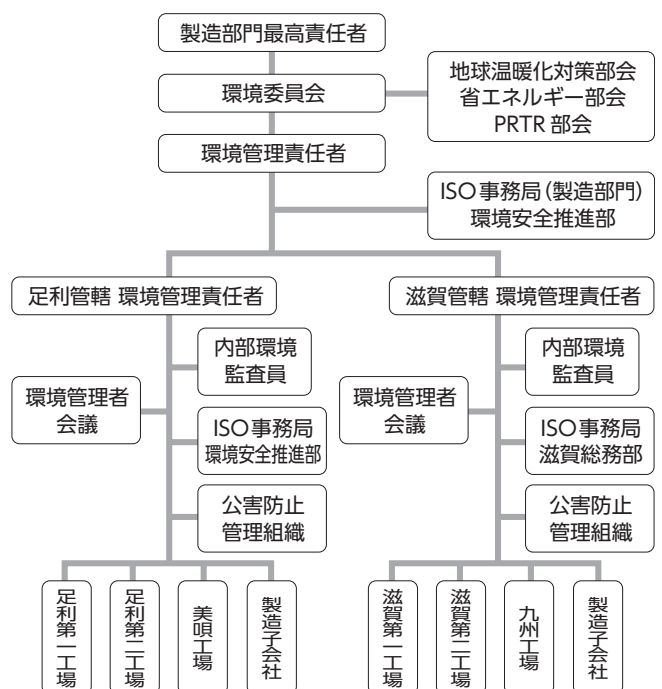 製造部門最高責任者
環境委員会
地球温暖化対策部会
省エネルギー部会
PRTR 部会
環境管理責任者
ISO事務局(製造部門)
環境安全推進部
足利管轄 環境管理責任者
滋賀管轄 環境管理責任者
内部環境
監査員
環境管理者
会議
ISO事務局
環境安全推進部
公害防止
管理組織
内部環境
監査員
環境管理者
会議
ISO事務局
滋賀総務部
公害防止
管理組織
足利第一工場
足利第二工場
美唄工場
製造子会社
滋賀第一工場
滋賀第二工場
九州工場
製造子会社